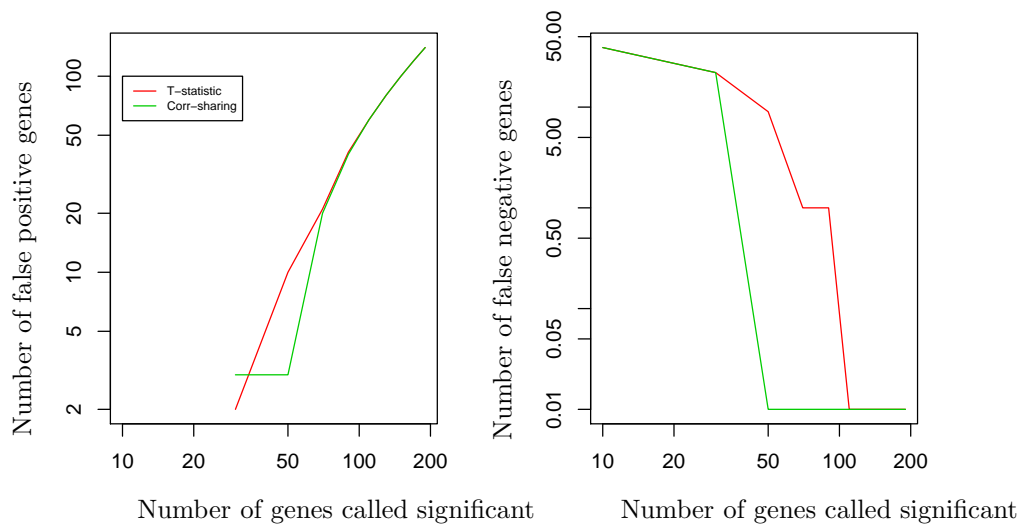 Number of false positive genes
100
50
20
10
5
2
T−statistic
Corr−sharing
10 20 50 100 200
Number of genes called significant
Number of false negative genes
50.00
5.00
0.50
0.05
0.01
10 20 50 100 200
Number of genes called significant